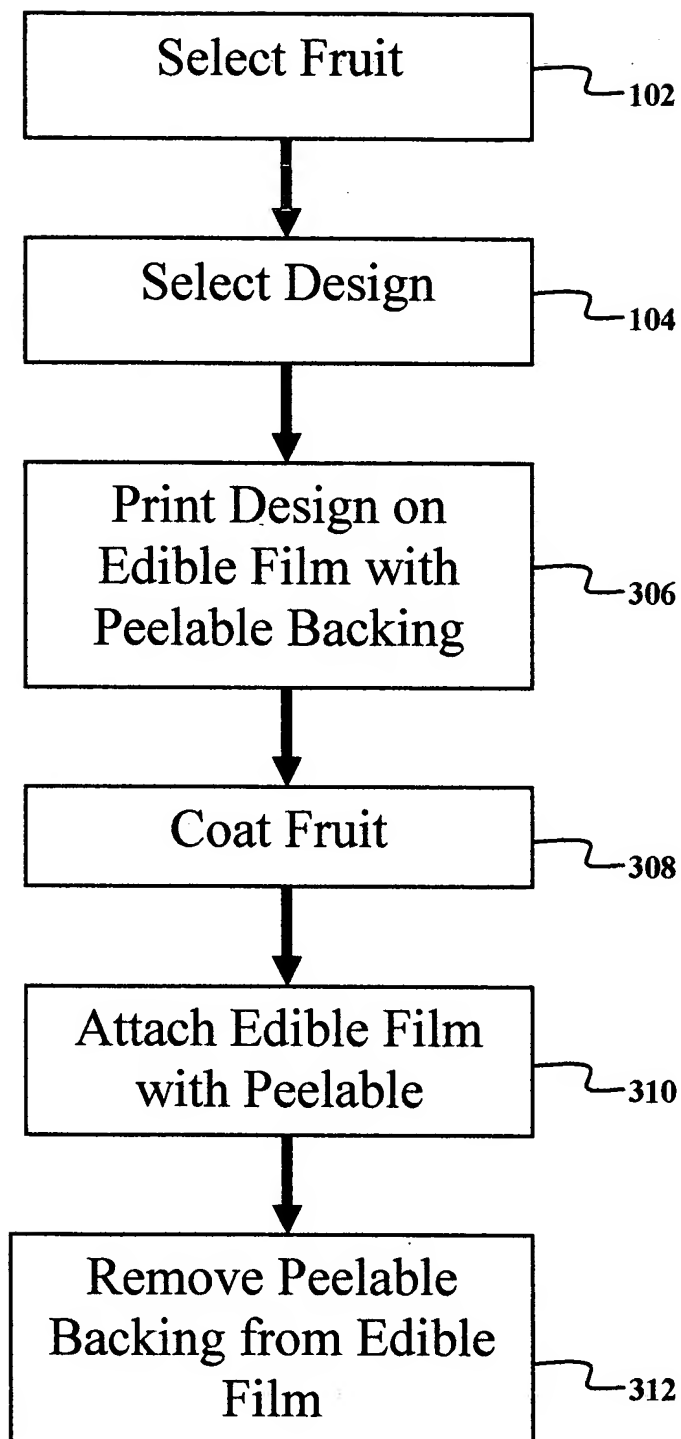 Select Fruit
102
Select Design
104
Print Design on
Edible Film with
Peelable Backing
306
Coat Fruit
308
Attach Edible Film
with Peelable
310
Remove Peelable
Backing from Edible
Film
312